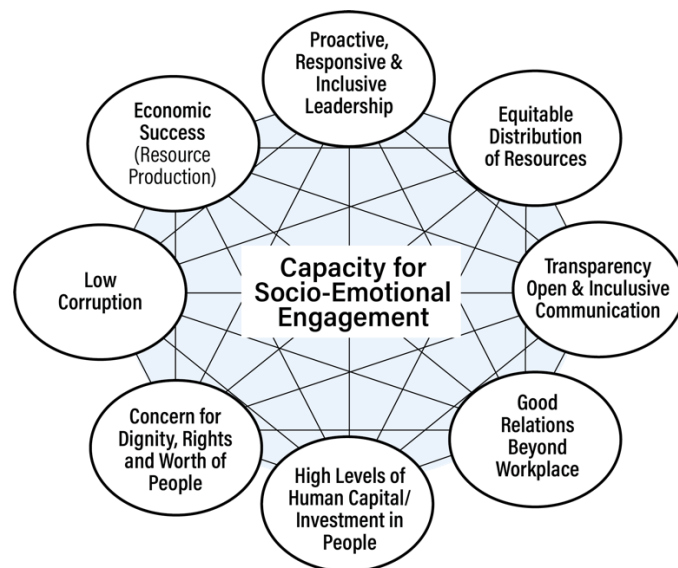 Proactive,
Responsive &
Inclusive
Leadership
Economic
Success
(Resource
Production)
Equitable
Distribution
of Resources
Low
Corruption
Capacity for
Socio-Emotional
Engagement
Transparency
Open & Inculusive
Communication
Concern for
Dignity, Rights
and Worth of
People
Good
Relations
Beyond
Workplace
High Levels of
Human Capital/
Investment in
People